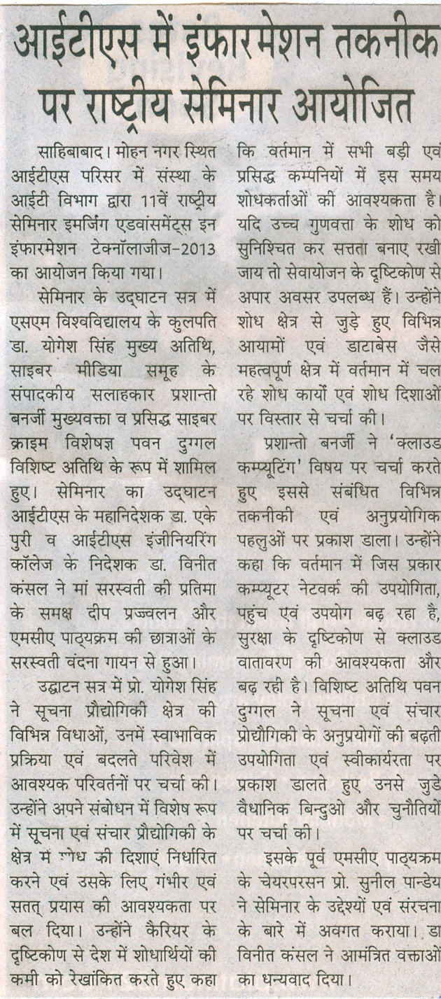 आईटीएस में इंफारमेशन तकनीक
पर राष्ट्रीय सेमिनार आयोजित
साहिबाबाद। मोहन नगर स्थित
आईटीएस परिसर में संस्था के
आईटी विभाग द्वारा 11वें राष्ट्रीय
सेमिनार इमर्जिंग एडवांसमेंट्स इन
इंफारमेशन टेक्नॉलाजीज-2013
का आयोजन किया गया।
सेमिनार के उद्घाटन सत्र में
एसएम विश्वविद्यालय के कुलपति
डा. योगेश सिंह मुख्य अतिथि,
साइबर मीडिया समूह के
संपादकीय सलाहकार प्रशान्तो
बनर्जी मुख्यवक्ता व प्रसिद्ध साइबर
क्राइम विशेषज्ञ पवन दुग्गल
विशिष्ट अतिथि के रूप में शामिल
हुए। सेमिनार का उद्घाटन
आईटीएस के महानिदेशक डा. एके
पुरी व आईटीएस इंजीनियरिंग
कॉलेज के निदेशक डा. विनीत
कंसल ने मां सरस्वती की प्रतिमा
के समक्ष दीप प्रज्ज्वलन और
एमसीए पाठ्यक्रम की छात्राओं के
सरस्वती वंदना गायन से हुआ।
उद्घाटन सत्र में प्रो. योगेश सिंह
ने सूचना प्रौद्योगिकी क्षेत्र की
विभिन्न विधाओं, उनमें स्वाभाविक
प्रक्रिया एवं बदलते परिवेश में
आवश्यक परिवर्तनों पर चर्चा की।
उन्होंने अपने संबोधन में विशेष रूप
में सूचना एवं संचार प्रौद्योगिकी के
क्षेत्र में शोध की दिशाएं निर्धारित
करने एवं उसके लिए गंभीर एवं
सतत् प्रयास की आवश्यकता पर
बल दिया। उन्होंने कैरियर के
दृष्टिकोण से देश में शोधार्थियों की
कमी को रेखांकित करते हुए कहा
कि वर्तमान में सभी बड़ी एवं
प्रसिद्ध कम्पनियों में इस समय
शोधकर्ताओं की आवश्यकता है।
यदि उच्च गुणवत्ता के शोध को
सुनिश्चित कर सत्तता बनाए रखी
जाय तो सेवायोजन के दृष्टिकोण से
अपार अवसर उपलब्ध हैं। उन्होंने
शोध क्षेत्र से जुड़े हुए विभिन्न
आयामों एवं डाटाबेस जैसे
महत्वपूर्ण क्षेत्र में वर्तमान में चल
रहे शोध कार्यों एवं शोध दिशाओं
पर विस्तार से चर्चा की।
प्रशान्तो बनर्जी ने 'क्लाउड
कम्प्यूटिंग' विषय पर चर्चा करते
हुए इससे संबंधित विभिन्न
तकनीकी एवं अनुप्रयोगिक
पहलुओं पर प्रकाश डाला। उन्होंने
कहा कि वर्तमान में जिस प्रकार
कम्प्यूटर नेटवर्क की उपयोगिता,
पहुंच एवं उपयोग बढ़ रहा है,
सुरक्षा के दृष्टिकोण से क्लाउड
वातावरण की आवश्यकता और
बढ़ रही है। विशिष्ट अतिथि पवन
दुग्गल ने सूचना एवं संचार
प्रोद्यौगिकी के अनुप्रयोगों की बढ़ती
उपयोगिता एवं स्वीकार्यरता पर
प्रकाश डालते हुए उनसे जुडे
वैधानिक बिन्दुओ और चुनौतियों
पर चर्चा की।
इसके पूर्व एमसीए पाठ्यक्रम
के चेयरपरसन प्रो. सुनील पान्डेय
ने सेमिनार के उद्देश्यों एवं संरचना
के बारे में अवगत कराया। डा
विनीत कंसल ने आमंत्रित वक्ताओं
का धन्यवाद दिया।